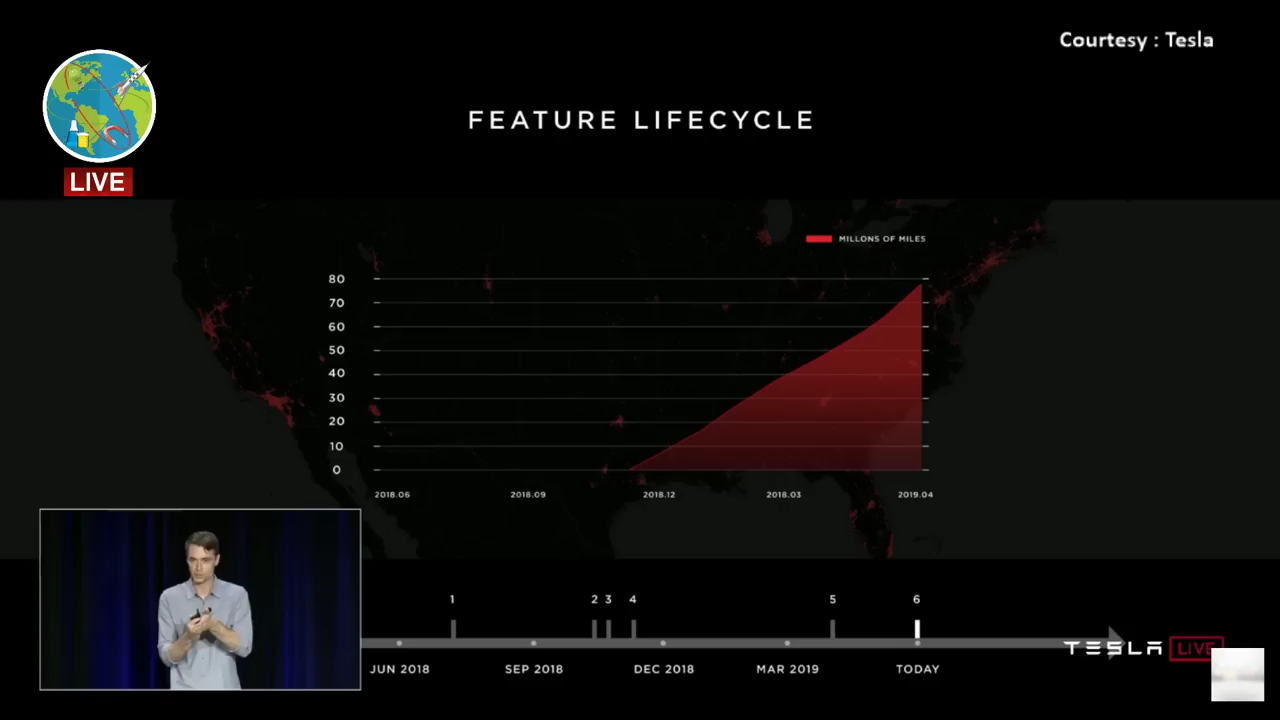 Courtesy : Tesla
FEATURE LIFECYCLE
LIVE
MILLONS OF MILES
80
70
60
50
40
30
20
10
0
2018.06 2018.09 2018.12 2018.03 2019.04
1 2 3 4 5 6
TESLA LIVE
JUN 2018 SEP 2018 DEC 2018 MAR 2019 TODAY